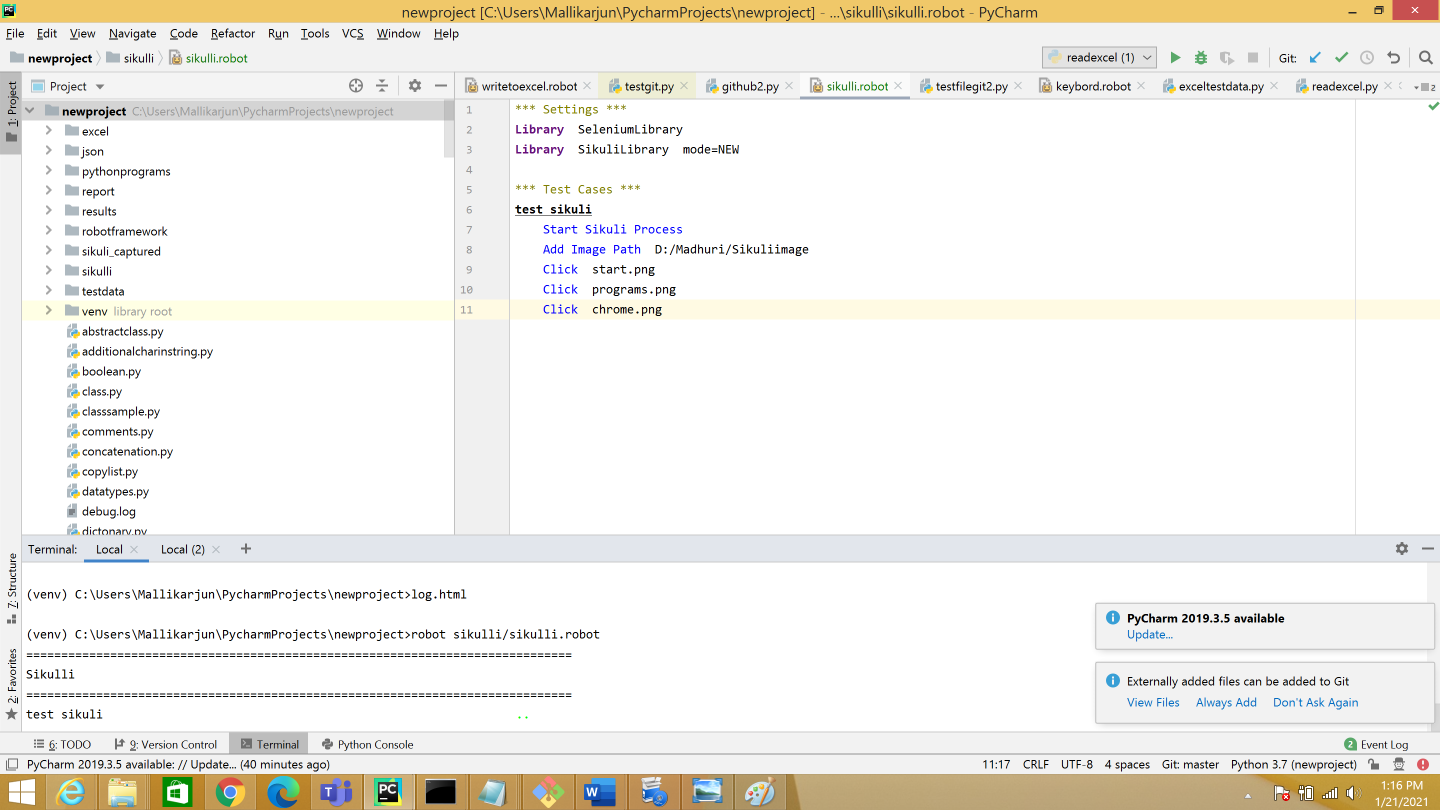 newproject [C:\Users\Mallikarjun\PycharmProjects\newproject] - ...\sikulli\sikulli.robot - PyCharm
File Edit View Navigate Code Refactor Run Tools VCS Window Help
newproject sikulli sikulli.robot readexcel (1) Git:
1: Project
Project
writetoexcel.robot testgit.py github2.py sikulli.robot testfilegit2.py keybord.robot exceltestdata.py readexcel.py 2
newproject C:\Users\Mallikarjun\PycharmProjects\newproject
excel
json
pythonprograms
report
results
robotframework
sikuli_captured
sikulli
testdata
venv library root
abstractclass.py
additionalcharinstring.py
boolean.py
class.py
classsample.py
comments.py
concatenation.py
copylist.py
datatypes.py
debug.log
dictonary.py
1 *** Settings ***
2 Library SeleniumLibrary
3 Library SikuliLibrary mode=NEW
4
5 *** Test Cases ***
6 test sikuli
7 Start Sikuli Process
8 Add Image Path D:/Madhuri/Sikuliimage
9 Click start.png
10 Click programs.png
11 Click chrome.png
7: Structure
2: Favorites
Terminal: Local Local (2)
(venv) C:\Users\Mallikarjun\PycharmProjects\newproject>log.html
(venv) C:\Users\Mallikarjun\PycharmProjects\newproject>robot sikulli/sikulli.robot
==============================================================================
Sikulli
==============================================================================
test sikuli ..
PyCharm 2019.3.5 available
Update...
Externally added files can be added to Git
View Files Always Add Don't Ask Again
6: TODO 9: Version Control Terminal Python Console 2 Event Log
PyCharm 2019.3.5 available: // Update... (40 minutes ago) 11:17 CRLF UTF-8 4 spaces Git: master Python 3.7 (newproject)
1:16 PM
1/21/2021